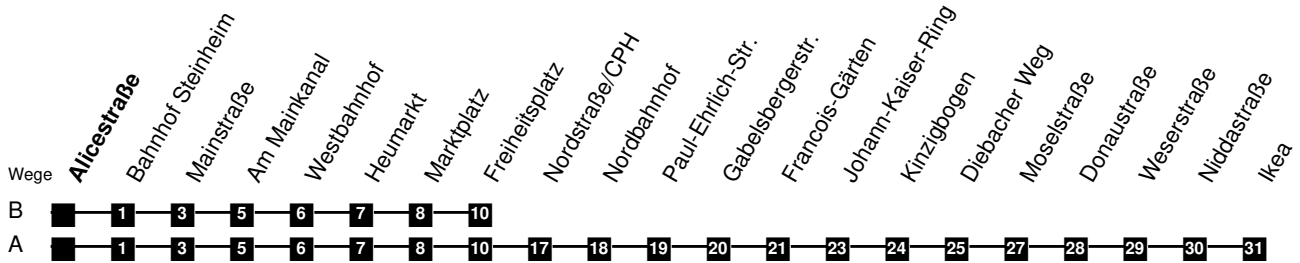 Wege
Alicestraße
Bahnhof Steinheim
Mainstraße
Am Mainkanal
Westbahnhof
Heumarkt
Marktplatz
Freiheitsplatz
Nordstraße/CPH
Nordbahnhof
Paul-Ehrlich-Str.
Gabelsbergerstr.
Francois-Gärten
Johann-Kaiser-Ring
Kinzigbogen
Diebacher Weg
Moselstraße
Donaustraße
Weserstraße
Niddastraße
Ikea
B 1 3 5 6 7 8 10
A 1 3 5 6 7 8 10 17 18 19 20 21 23 24 25 27 28 29 30 31